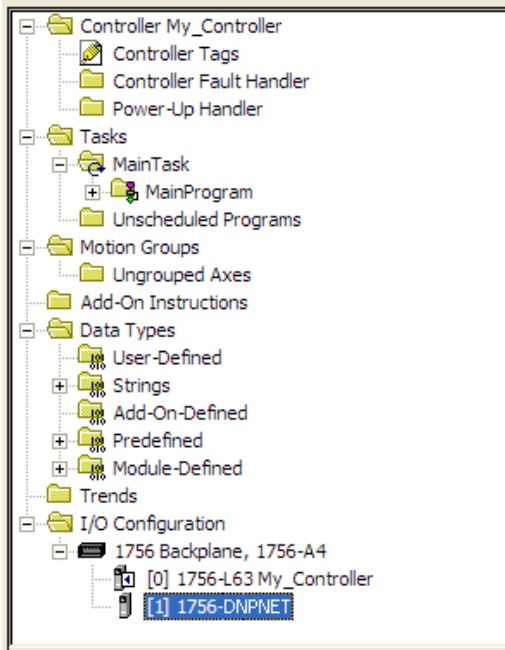 Controller My_Controller
Controller Tags
Controller Fault Handler
Power-Up Handler
Tasks
MainTask
MainProgram
Unscheduled Programs
Motion Groups
Ungrouped Axes
Add-On Instructions
Data Types
User-Defined
Strings
Add-On-Defined
Predefined
Module-Defined
Trends
I/O Configuration
1756 Backplane, 1756-A4
[0] 1756-L63 My_Controller
[1] 1756-DNPNET